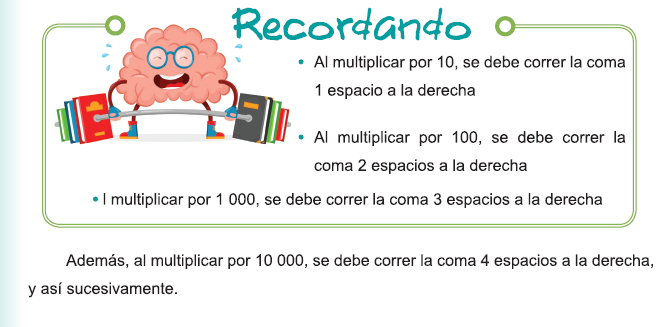 Recordando
• Al multiplicar por 10, se debe correr la coma
1 espacio a la derecha
• Al multiplicar por 100, se debe correr la
coma 2 espacios a la derecha
• l multiplicar por 1 000, se debe correr la coma 3 espacios a la derecha
Además, al multiplicar por 10 000, se debe correr la coma 4 espacios a la derecha,
y así sucesivamente.